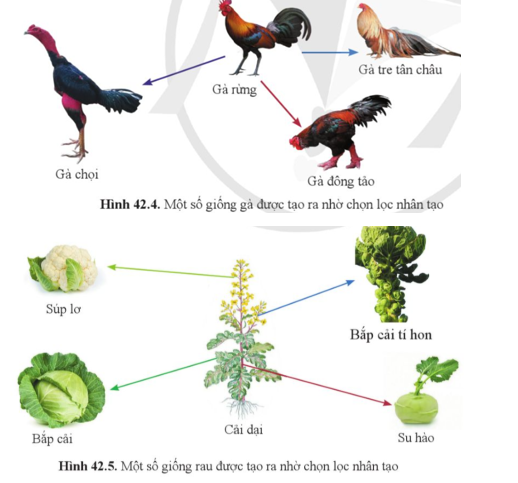 Gà tre tân châu
Gà rừng
Gà chọi
Gà đông tảo
Hình 42.4. Một số giống gà được tạo ra nhờ chọn lọc nhân tạo
Súp lơ
Bắp cải tí hon
Bắp cải
Cải dại
Su hào
Hình 42.5. Một số giống rau được tạo ra nhờ chọn lọc nhân tạo